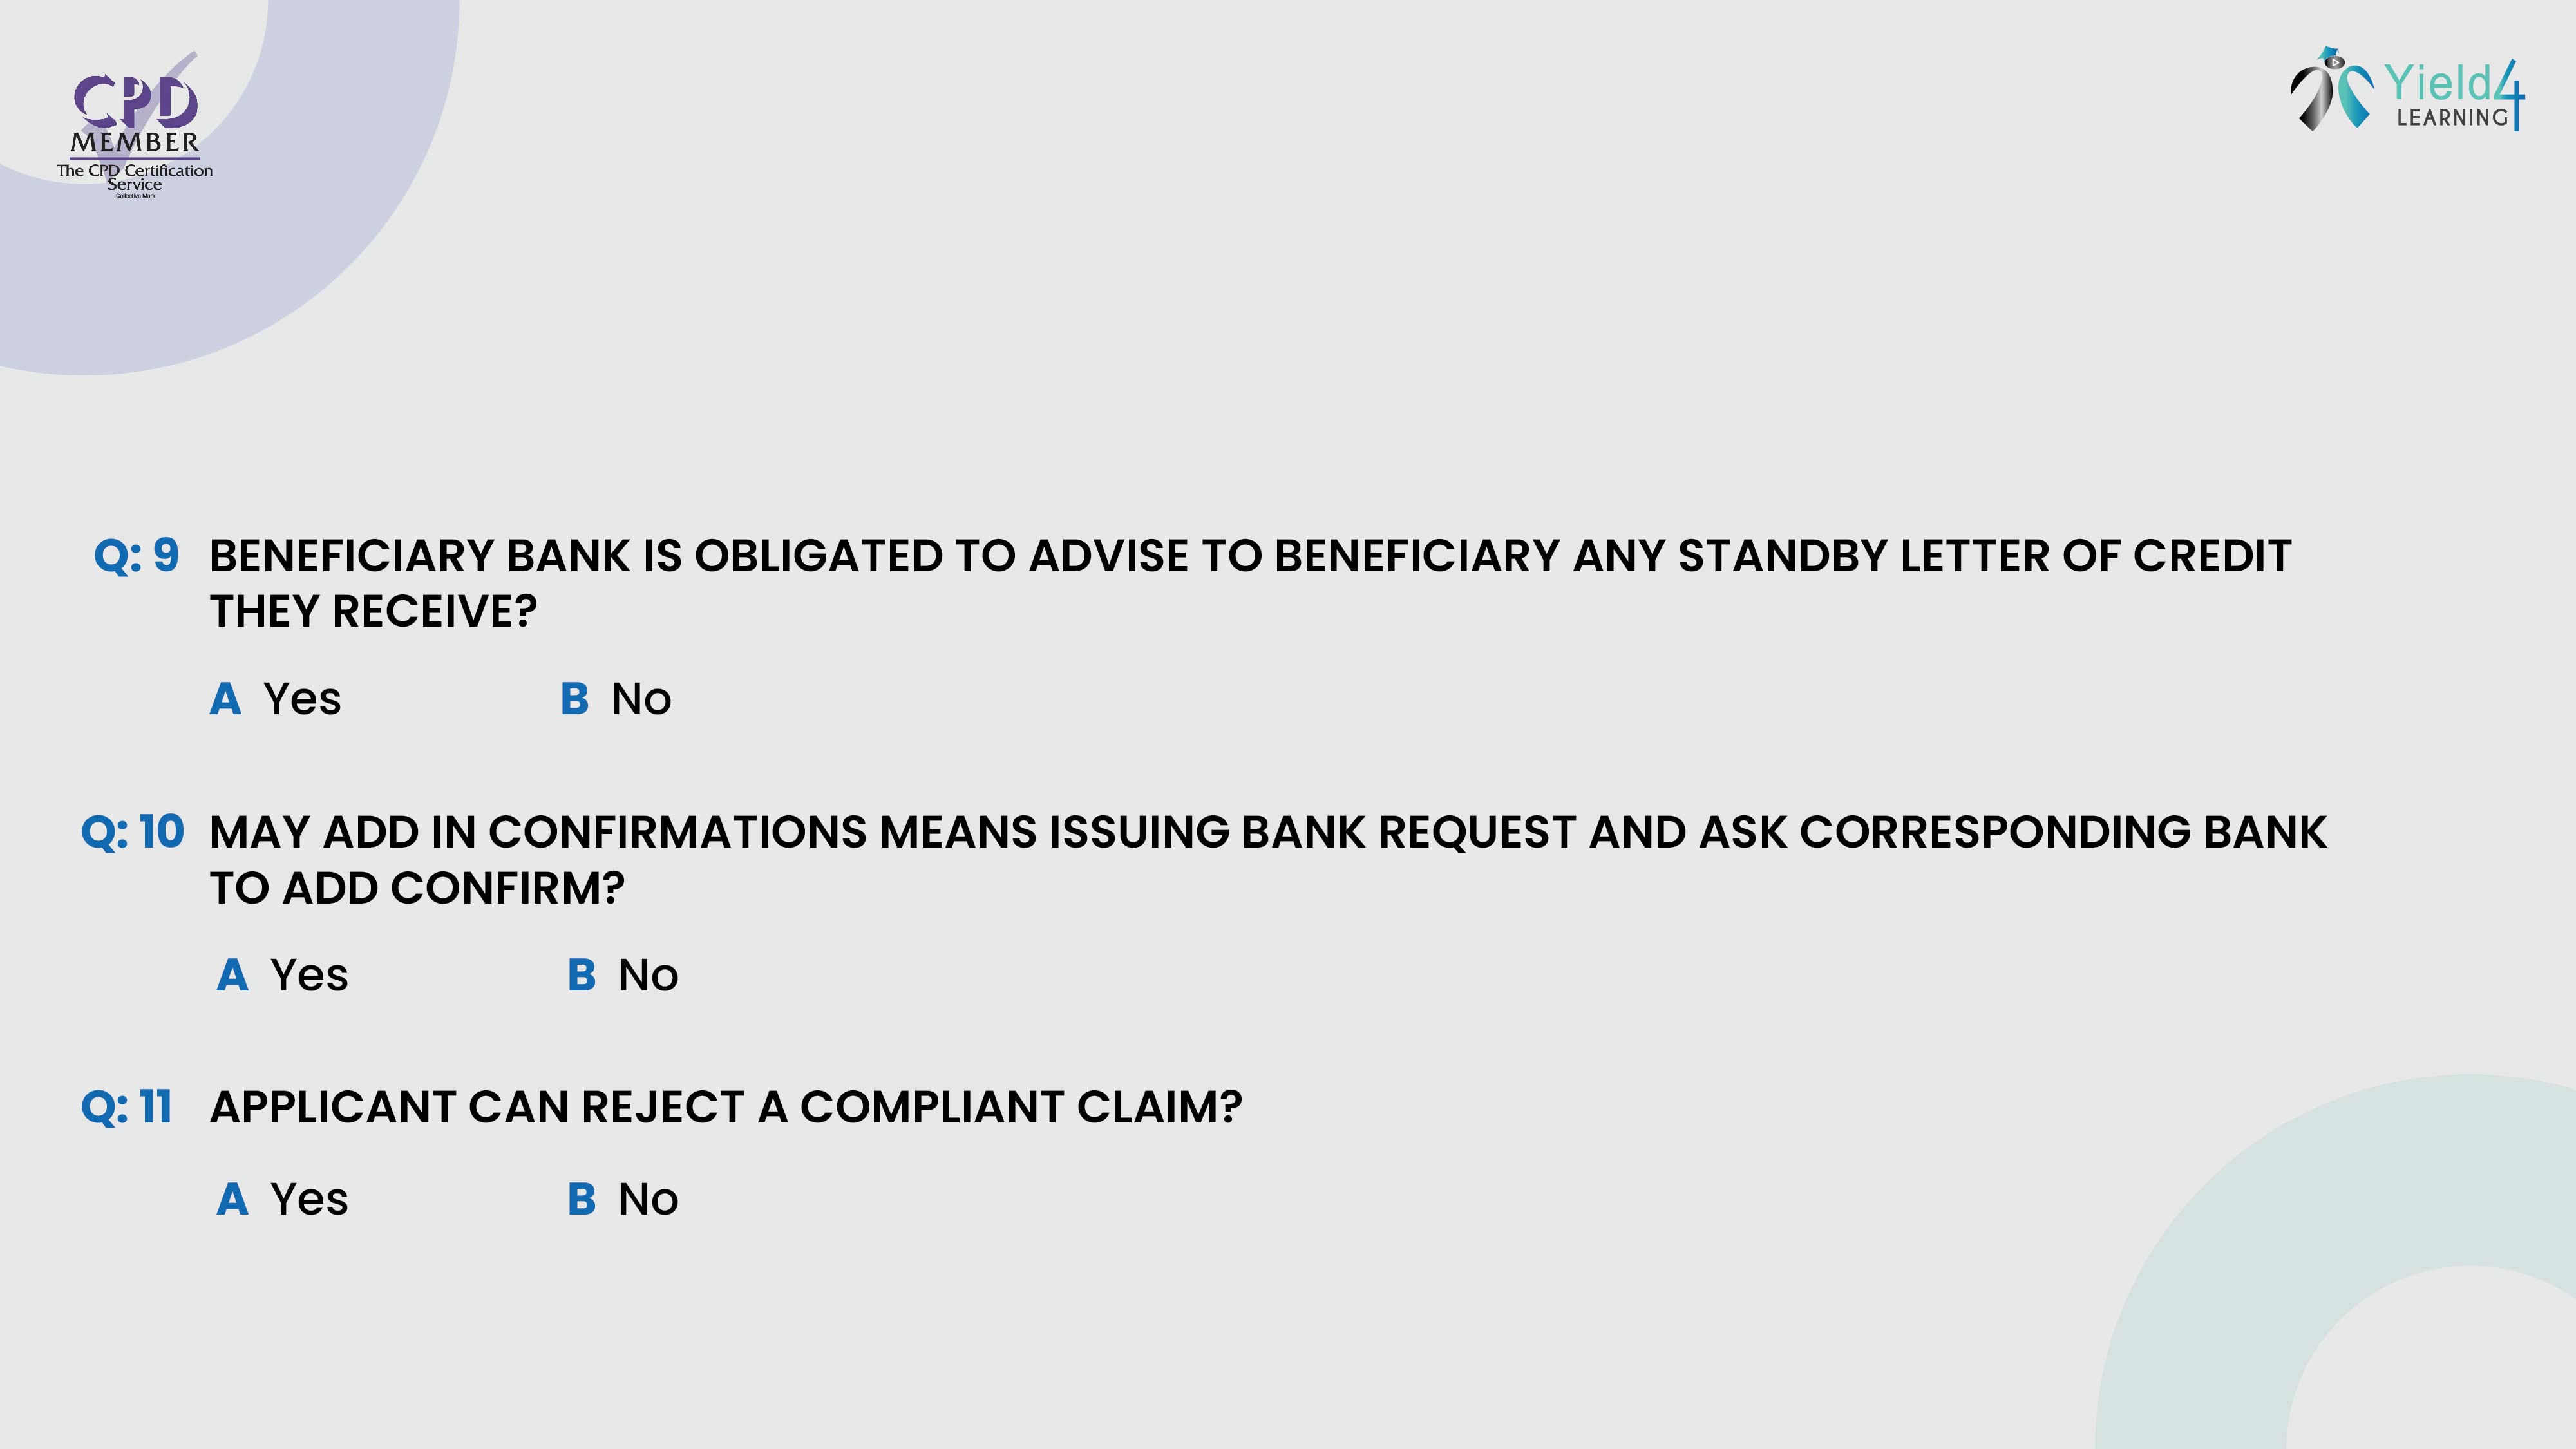 CPD
MEMBER
The CPD Certification
Service
Collective Mark
Yield4
LEARNING
Q: 9 BENEFICIARY BANK IS OBLIGATED TO ADVISE TO BENEFICIARY ANY STANDBY LETTER OF CREDIT
THEY RECEIVE?
A Yes B No
Q: 10 MAY ADD IN CONFIRMATIONS MEANS ISSUING BANK REQUEST AND ASK CORRESPONDING BANK
TO ADD CONFIRM?
A Yes B No
Q: 11 APPLICANT CAN REJECT A COMPLIANT CLAIM?
A Yes B No